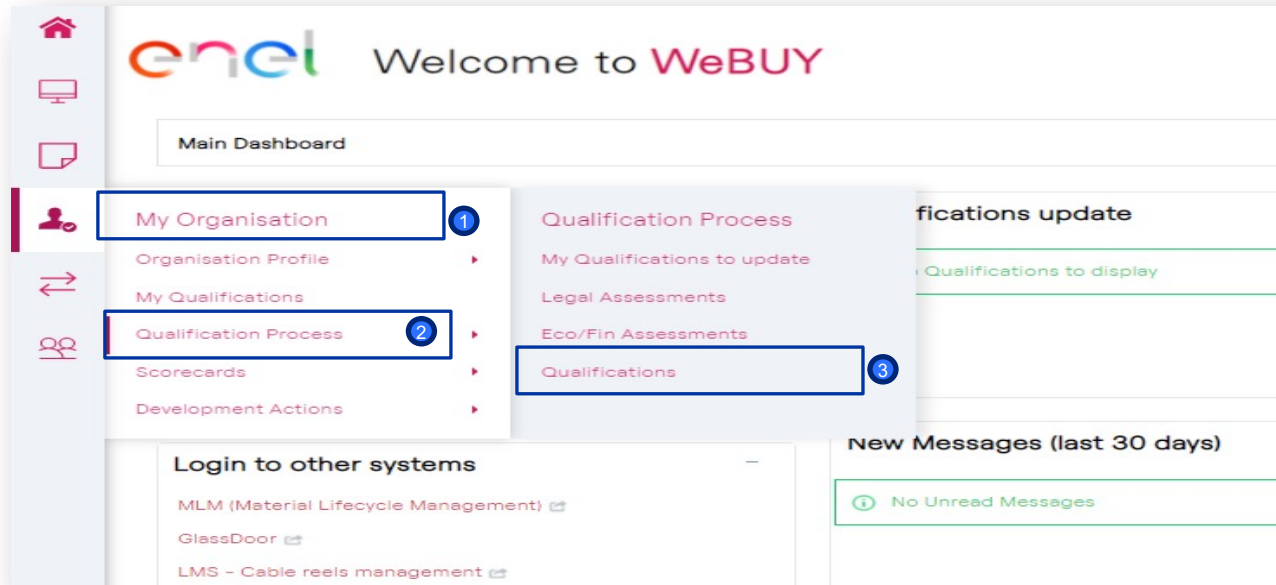 enel Welcome to WeBUY
Main Dashboard
My Organisation 1
Organisation Profile
My Qualifications
Qualification Process 2
Scorecards
Development Actions
Qualification Process
My Qualifications to update
Legal Assessments
Eco/Fin Assessments
Qualifications 3
update
Qualifications to display
Login to other systems
MLM (Material Lifecycle Management)
GlassDoor
LMS - Cable reels management
New Messages (last 30 days)
No Unread Messages